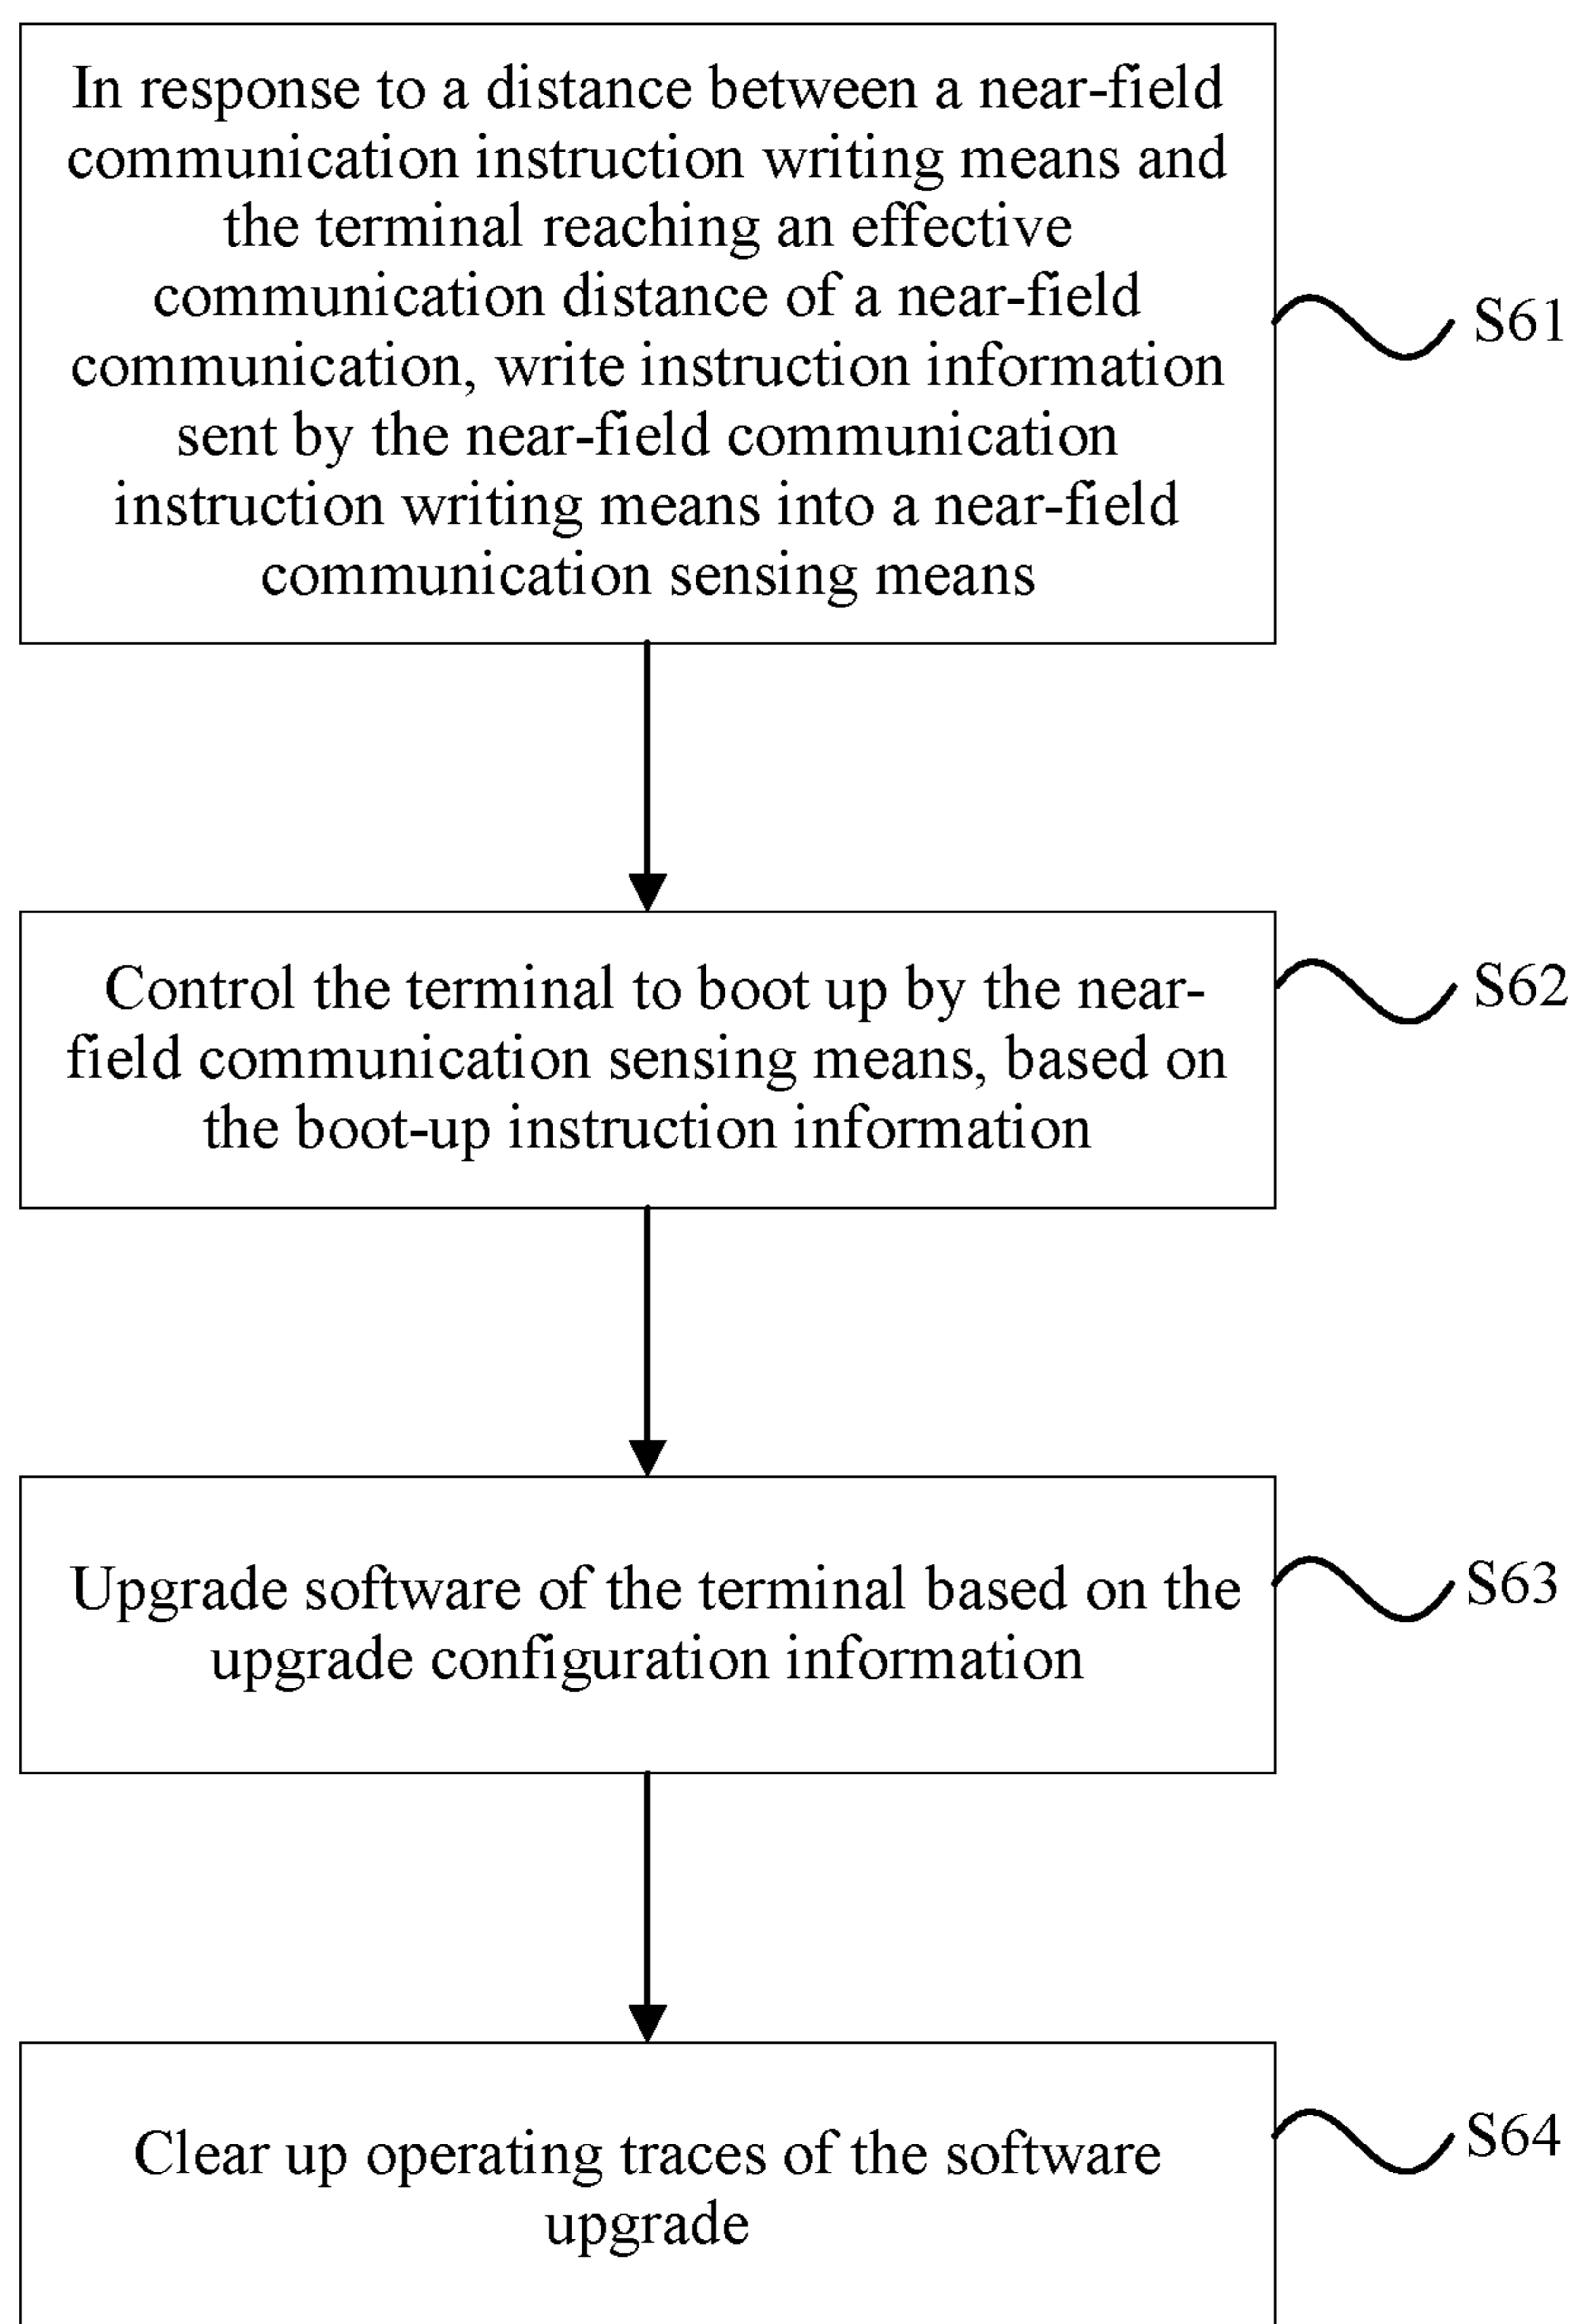 In response to a distance between a near-field
communication instruction writing means and
the terminal reaching an effective
communication distance of a near-field
communication, write instruction information
sent by the near-field communication
instruction writing means into a near-field
communication sensing means
S61
Control the terminal to boot up by the near-
field communication sensing means, based on
the boot-up instruction information
S62
Upgrade software of the terminal based on the
upgrade configuration information
S63
Clear up operating traces of the software
upgrade
S64